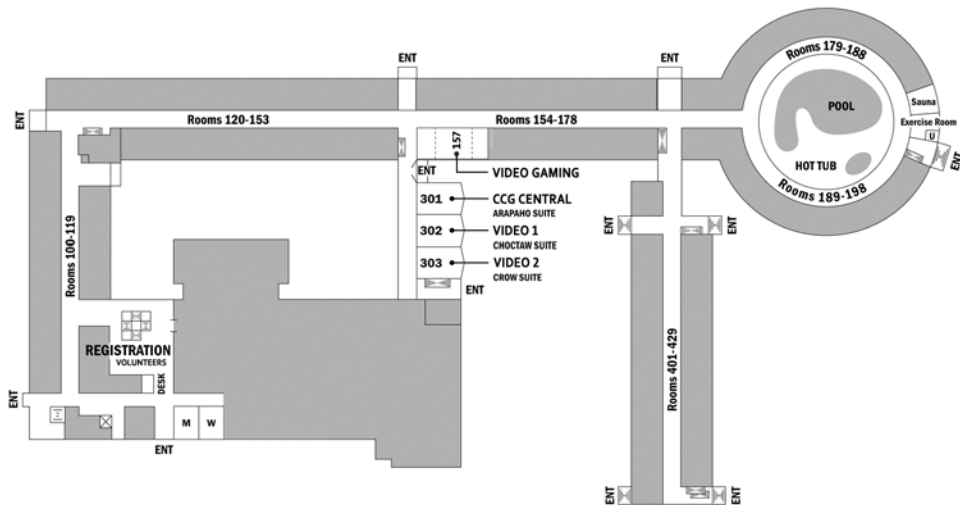 ENT
ENT
Rooms 179-188
Sauna
POOL
Exercise Room
U
ENT
HOT TUB
Rooms 189-198
ENT
Rooms 120-153
Rooms 154-178
157
VIDEO GAMING
ENT
301
CCG CENTRAL
ARAPAHO SUITE
302
VIDEO 1
CHOCTAW SUITE
303
VIDEO 2
CROW SUITE
ENT
Rooms 100-119
REGISTRATION
VOLUNTEERS
DESK
ENT
M
W
ENT
ENT
ENT
Rooms 401-429
ENT
ENT